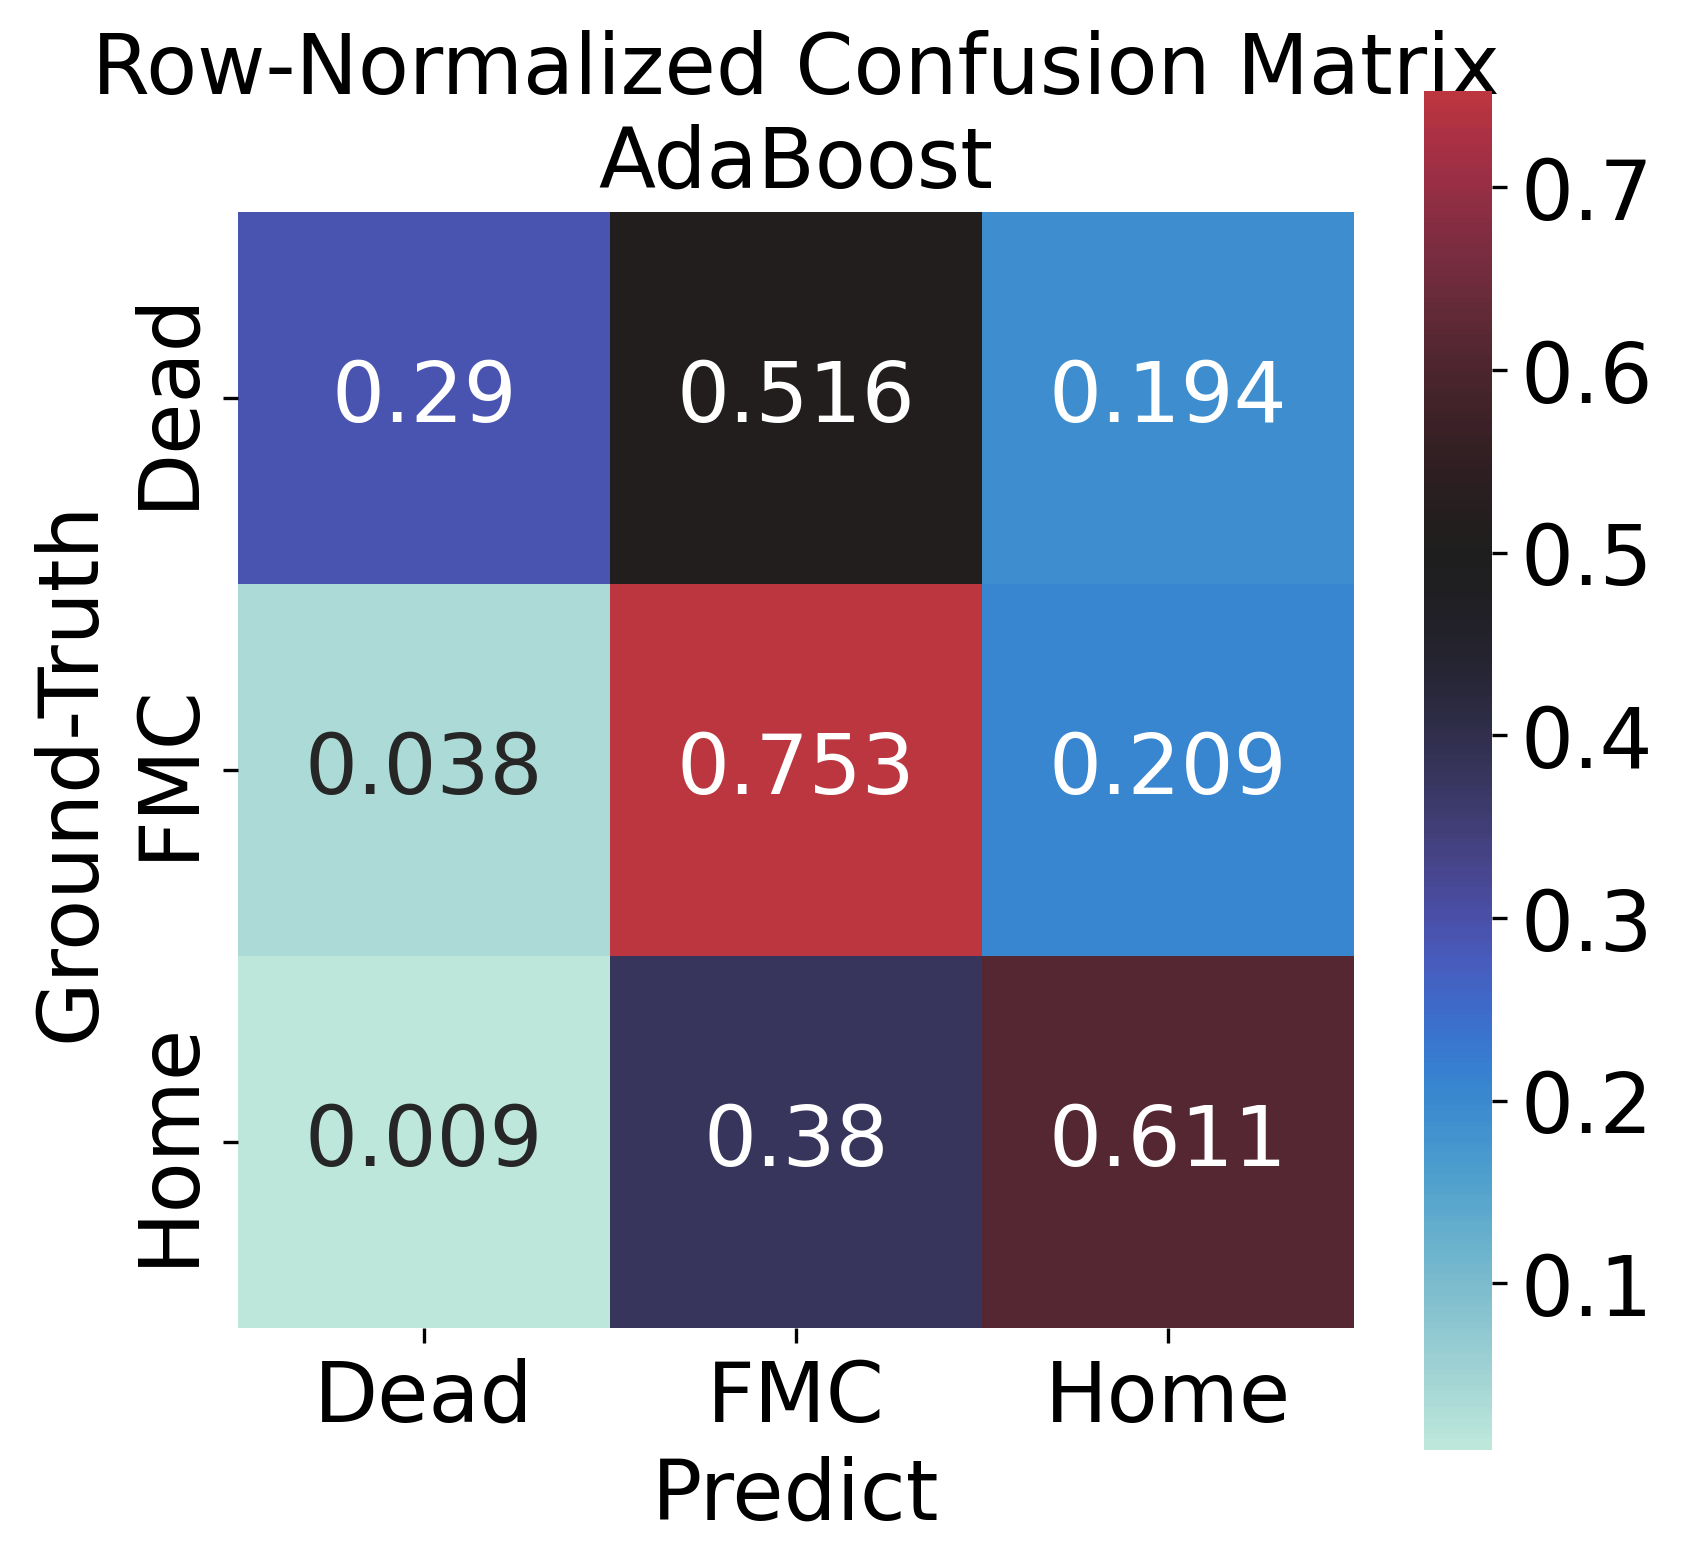 Row-Normalized Confusion Matrix
AdaBoost
Ground-Truth
Dead
0.29 0.516 0.194
FMC
0.038 0.753 0.209
Home
0.009 0.38 0.611
Dead FMC Home
Predict
0.7
0.6
0.5
0.4
0.3
0.2
0.1